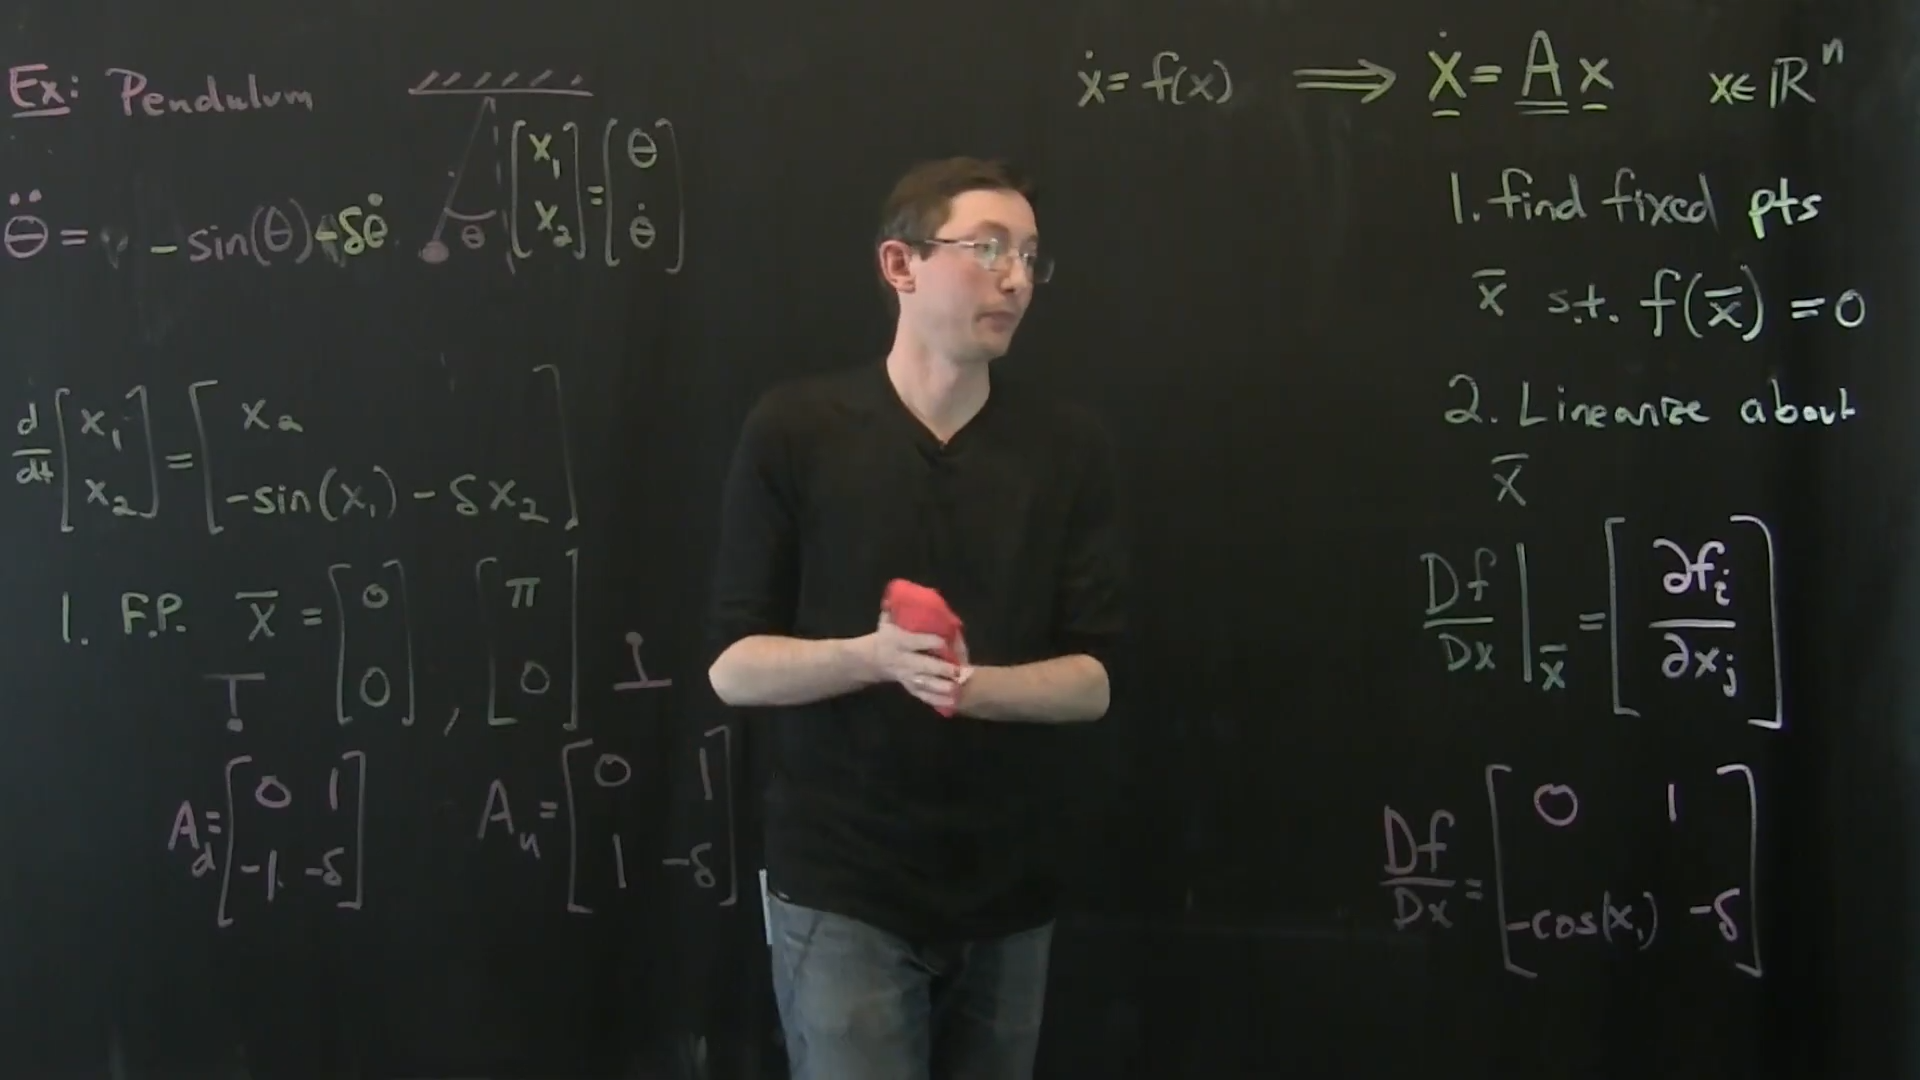 Ex: Pendulum
θ̈ = - sin(θ) - δθ̇
θ
[x₁ x₂] = [θ θ̇]
d/dt [x₁ x₂] = [x₂ -sin(x₁) - δx₂]
1. F.P. x̄ = [0 0], [π 0]
A_d = [0 1 -1 -δ] A_u = [0 1 1 -δ]
ẋ = f(x) ⟹ ẋ = A x x∈ℝⁿ
1. find fixed pts
x̄ s.t. f(x̄) = 0
2. Linearize about
x̄
Df/Dx |x̄ = [∂fᵢ/∂xⱼ]
Df/Dx = [0 1 -cos(x₁) -δ]